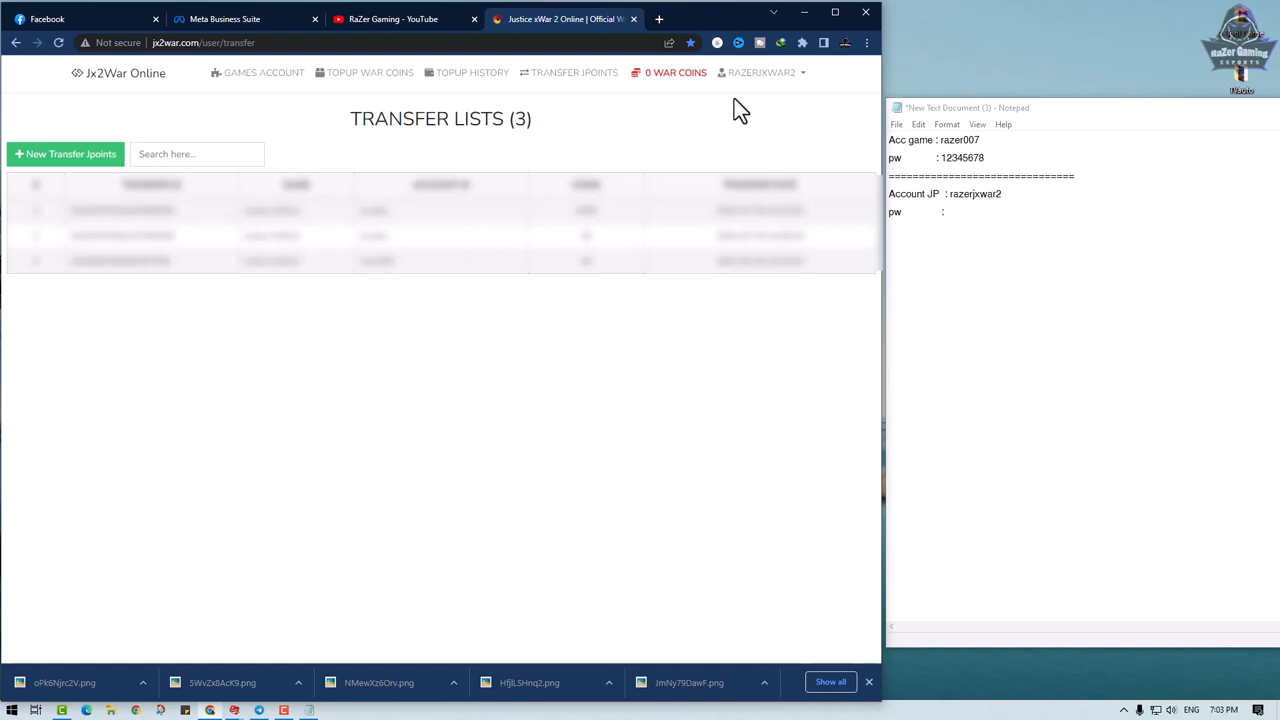 Facebook
Meta Business Suite
RaZer Gaming - YouTube
Justice xWar 2 Online | Official W
Not secure
jx2war.com/user/transfer
Jx2War Online
GAMES ACCOUNT
TOPUP WAR COINS
TOPUP HISTORY
TRANSFER JPOINTS
0 WAR COINS
RAZERJXWAR2
TRANSFER LISTS (3)
New Transfer Jpoints
Search here...
oPk6Njrc2V.png
5WvZx8AcK9.png
NMewXz6Orv.png
HfjlLSHnq2.png
JmNy79DawF.png
Show all
*New Text Document (3) - Notepad
File Edit Format View Help
Acc game : razer007
pw : 12345678
==============================
Account JP : razerjxwar2
pw :
RaZeR GaMiNG
ESPORTS
TVauto
ENG
7:03 PM